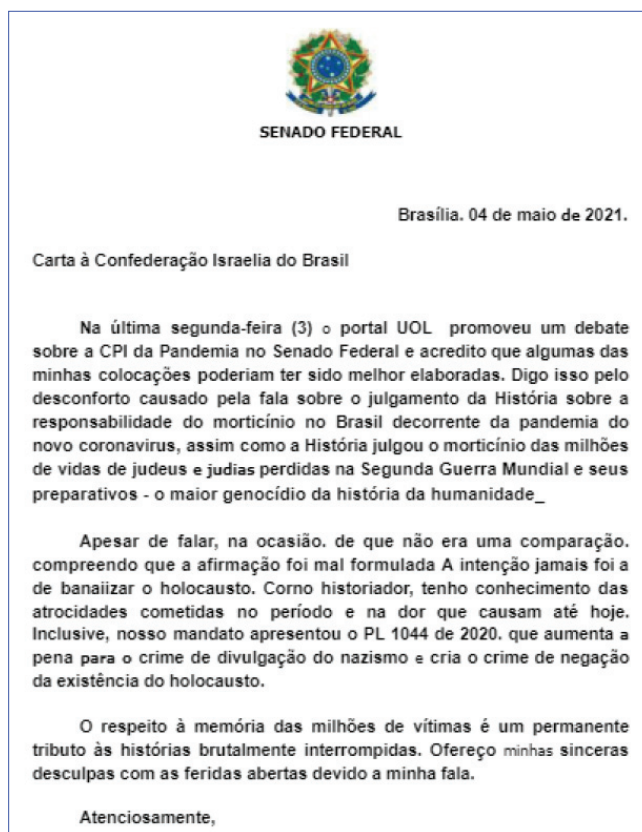 SENADO FEDERAL
Brasília. 04 de maio de 2021.
Carta à Confederação Israelia do Brasil
Na última segunda-feira (3) o portal UOL promoveu um debate
sobre a CPI da Pandemia no Senado Federal e acredito que algumas das
minhas colocações poderiam ter sido melhor elaboradas. Digo isso pelo
desconforto causado pela fala sobre o julgamento da História sobre a
responsabilidade do morticínio no Brasil decorrente da pandemia do
novo coronavirus, assim como a História julgou o morticínio das milhões
de vidas de judeus e judias perdidas na Segunda Guerra Mundial e seus
preparativos - o maior genocídio da história da humanidade_
Apesar de falar, na ocasião. de que não era uma comparação.
compreendo que a afirmação foi mal formulada A intenção jamais foi a
de banaiizar o holocausto. Corno historiador, tenho conhecimento das
atrocidades cometidas no período e na dor que causam até hoje.
Inclusive, nosso mandato apresentou o PL 1044 de 2020. que aumenta a
pena para o crime de divulgação do nazismo e cria o crime de negação
da existência do holocausto.
O respeito à memória das milhões de vítimas é um permanente
tributo às histórias brutalmente interrompidas. Ofereço minhas sinceras
desculpas com as feridas abertas devido a minha fala.
Atenciosamente,